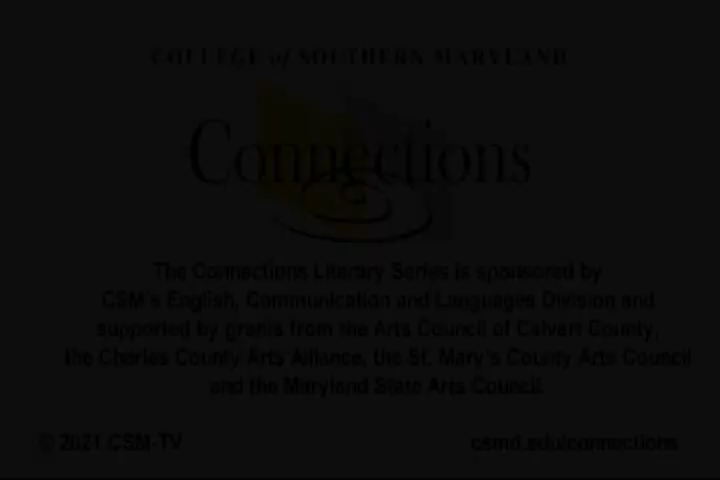 COLLEGE of SOUTHERN MARYLAND
Connections
The Connections Literary Series is sponsored by
CSM's English, Communication and Languages Division and
supported by grants from the Arts Council of Calvert County,
the Charles County Arts Alliance, the St. Mary's County Arts Council
and the Maryland State Arts Council.
© 2021 CSM-TV
csmd.edu/connections